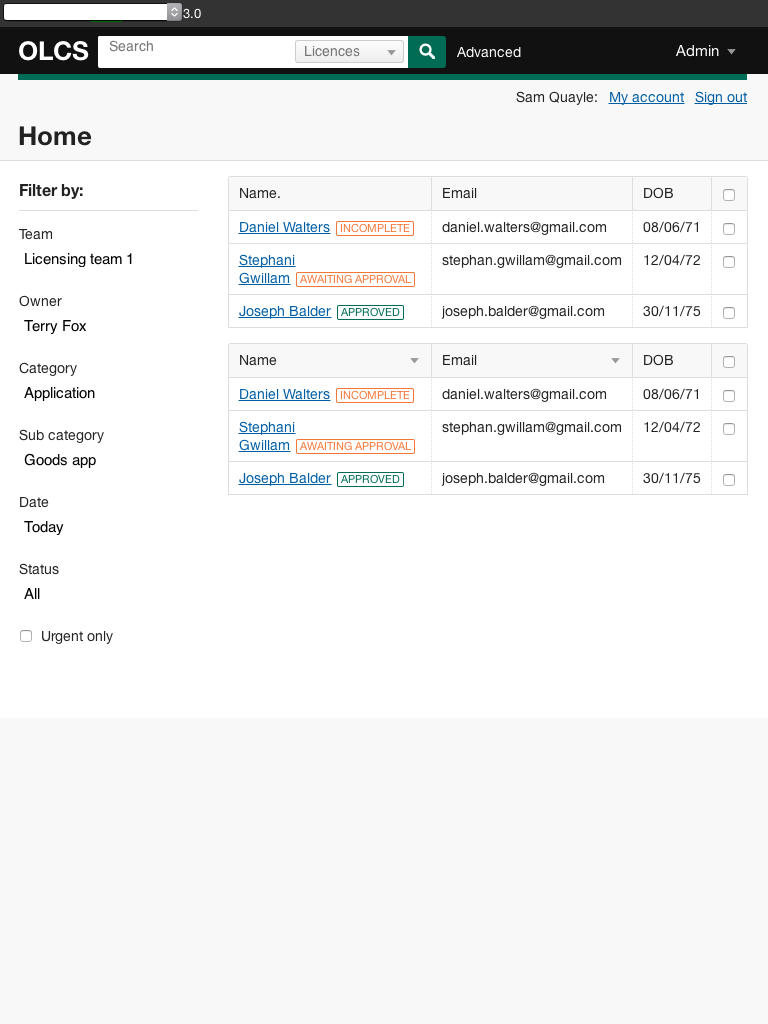 3.0
OLCS Search Licences Advanced Admin
Sam Quayle: My account Sign out
Home
Filter by:
Team
Licensing team 1
Owner
Terry Fox
Category
Application
Sub category
Goods app
Date
Today
Status
All
Urgent only
Name. Email DOB
Daniel Walters INCOMPLETE daniel.walters@gmail.com 08/06/71
Stephani stephan.gwillam@gmail.com 12/04/72
Gwillam AWAITING APPROVAL
Joseph Balder APPROVED joseph.balder@gmail.com 30/11/75
Name Email DOB
Daniel Walters INCOMPLETE daniel.walters@gmail.com 08/06/71
Stephani stephan.gwillam@gmail.com 12/04/72
Gwillam AWAITING APPROVAL
Joseph Balder APPROVED joseph.balder@gmail.com 30/11/75